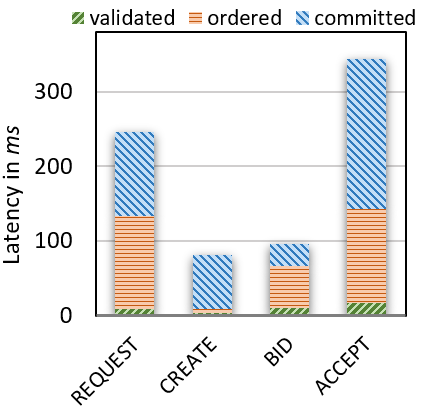 validated ordered committed
Latency in ms
300
200
100
0
REQUEST
CREATE
BID
ACCEPT